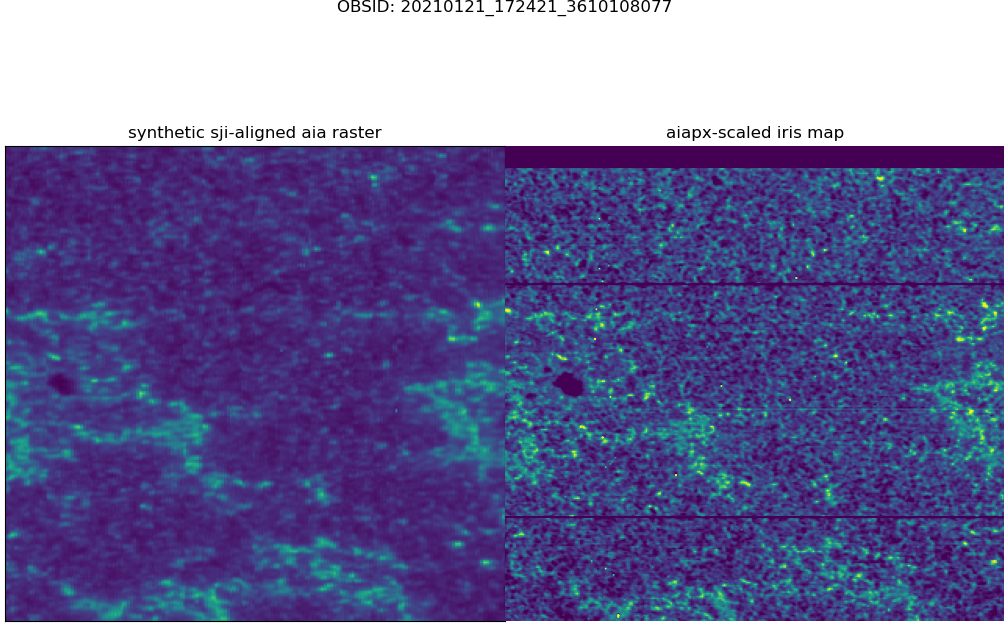 OBSID: 20210121_172421_3610108077
synthetic sji-aligned aia raster
aiapx-scaled iris map